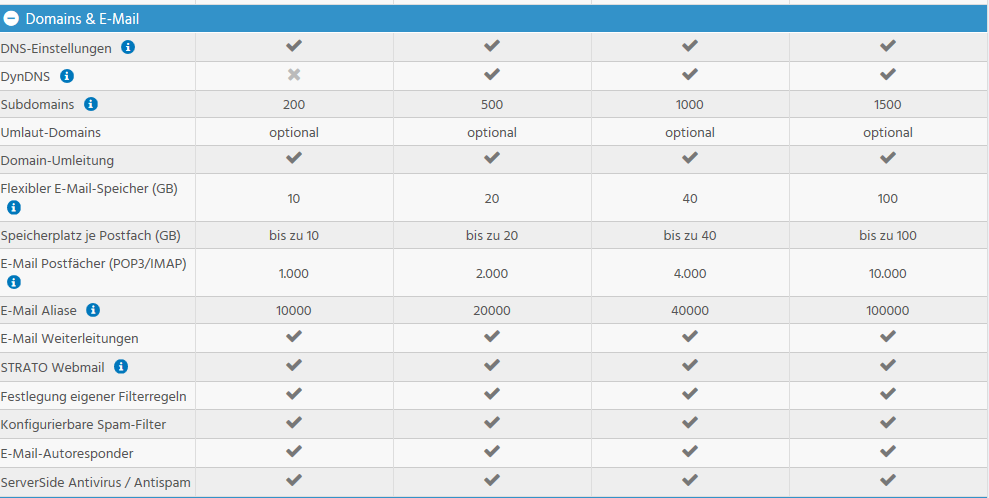 Domains & E-Mail
DNS-Einstellungen
DynDNS
Subdomains 200 500 1000 1500
Umlaut-Domains optional optional optional optional
Domain-Umleitung
Flexibler E-Mail-Speicher (GB) 10 20 40 100
Speicherplatz je Postfach (GB) bis zu 10 bis zu 20 bis zu 40 bis zu 100
E-Mail Postfächer (POP3/IMAP) 1.000 2.000 4.000 10.000
E-Mail Aliase 10000 20000 40000 100000
E-Mail Weiterleitungen
STRATO Webmail
Festlegung eigener Filterregeln
Konfigurierbare Spam-Filter
E-Mail-Autoresponder
ServerSide Antivirus / Antispam